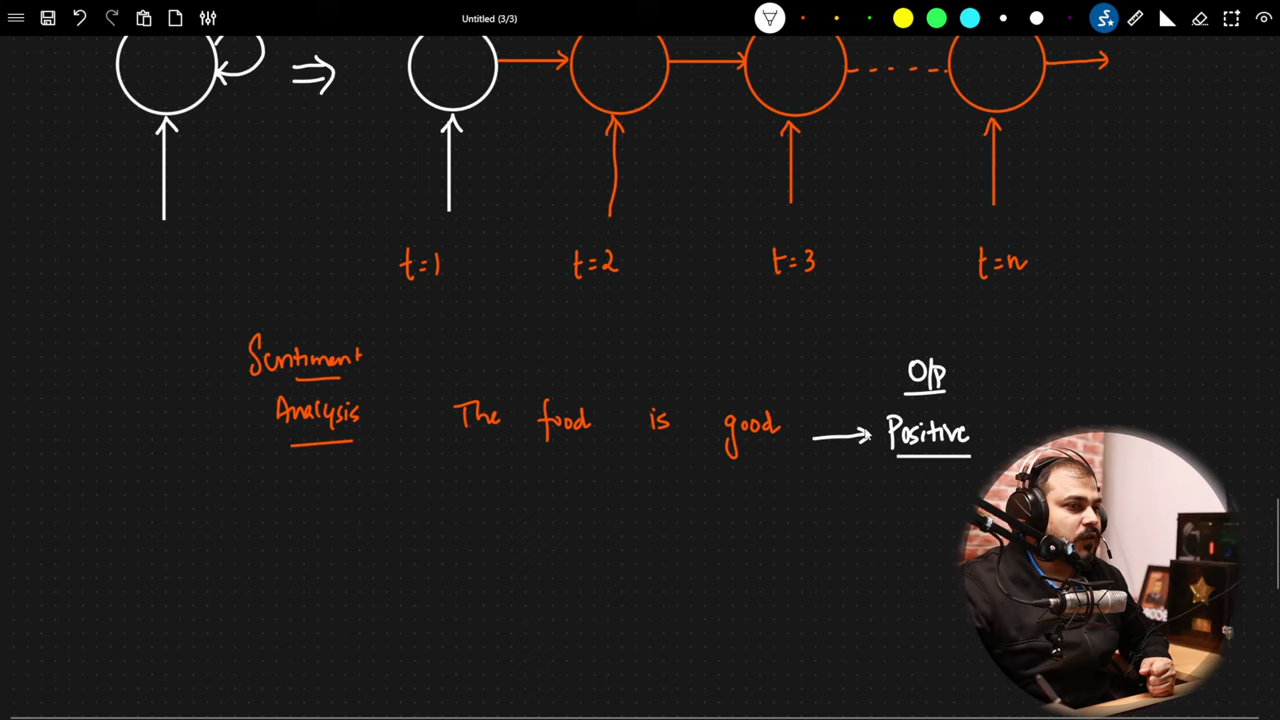 Untitled (3/3)
t=1 t=2 t=3 t=n
Sentiment
Analysis
The food is good
O/p
Positive